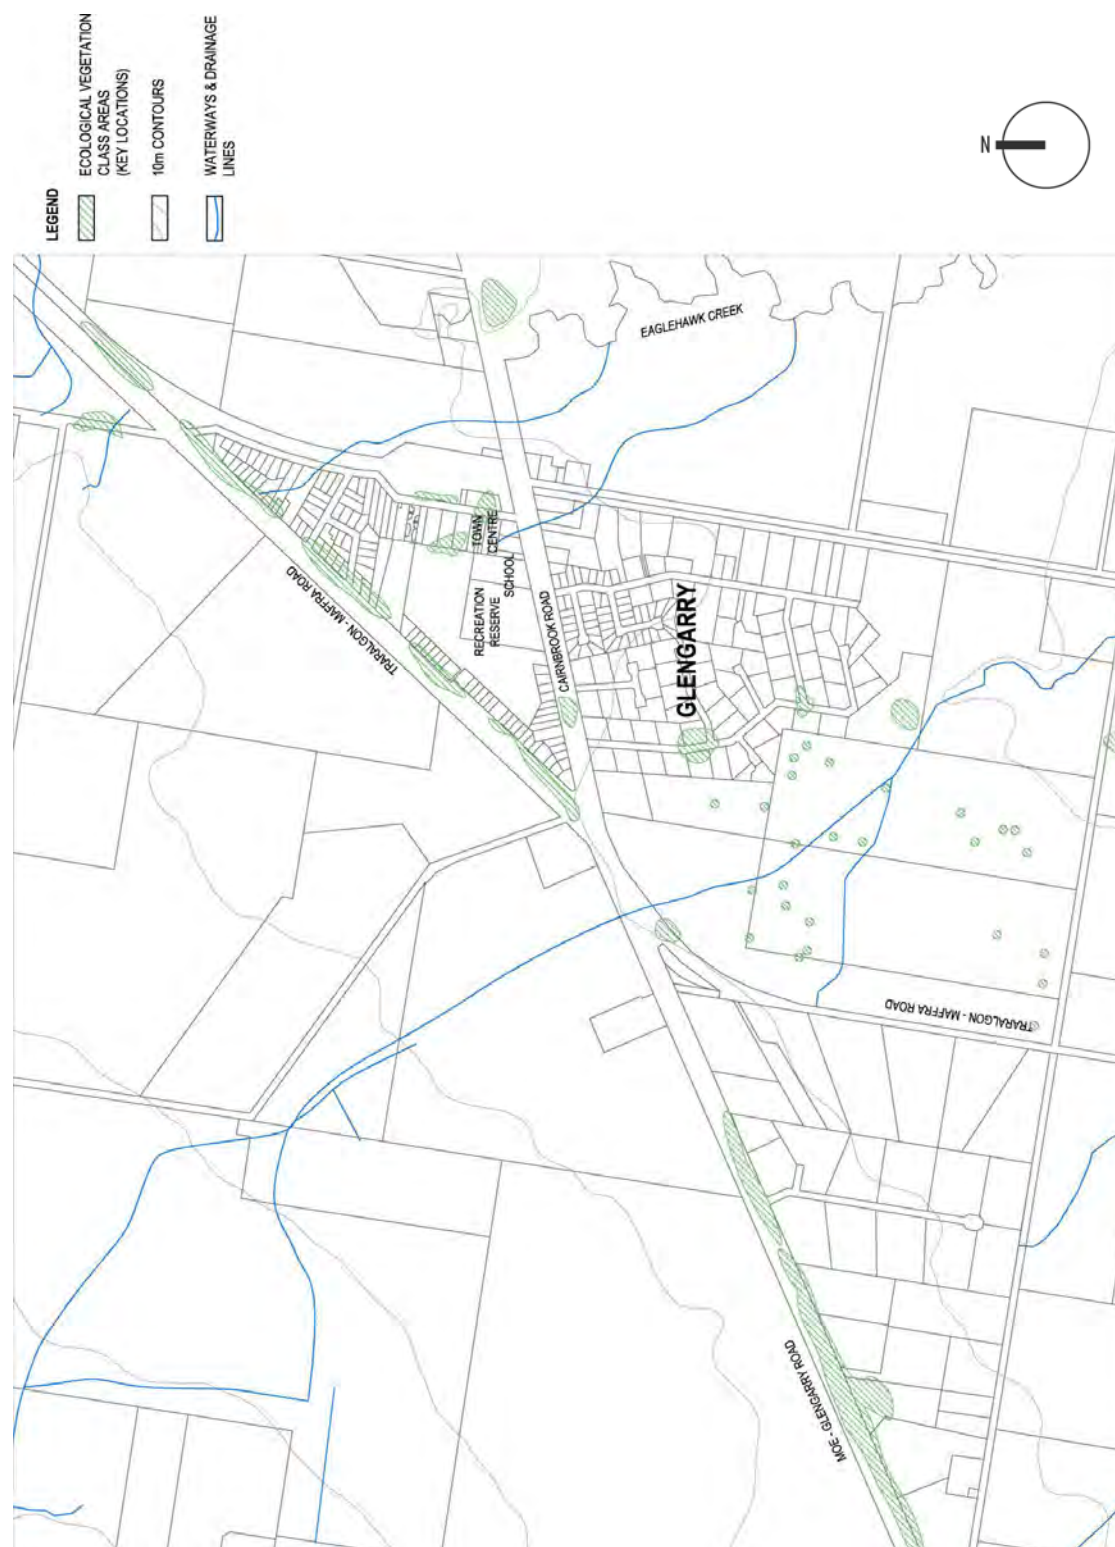 LEGEND
ECOLOGICAL VEGETATION
CLASS AREAS
(KEY LOCATIONS)
10m CONTOURS
WATERWAYS & DRAINAGE
LINES
N
EAGLEHAWK CREEK
TRARALGON - MAFFRA ROAD
TOWN
CENTRE
SCHOOL
RECREATION
RESERVE
CAIRNBROOK ROAD
GLENGARRY
TRARALGON - MAFFRA ROAD
MOE - GLENGARRY ROAD